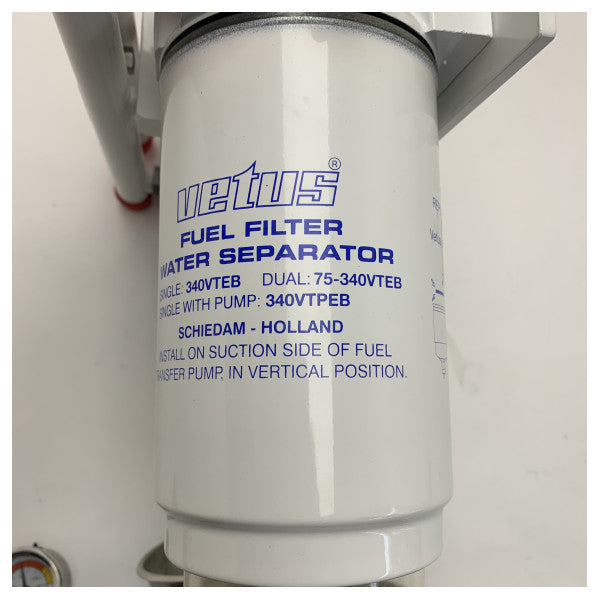 vetus®
FUEL FILTER
WATER SEPARATOR
SINGLE: 340VTEB DUAL: 75-340VTEB
SINGLE WITH PUMP: 340VTPEB
SCHIEDAM - HOLLAND
INSTALL ON SUCTION SIDE OF FUEL
TRANSFER PUMP, IN VERTICAL POSITION.